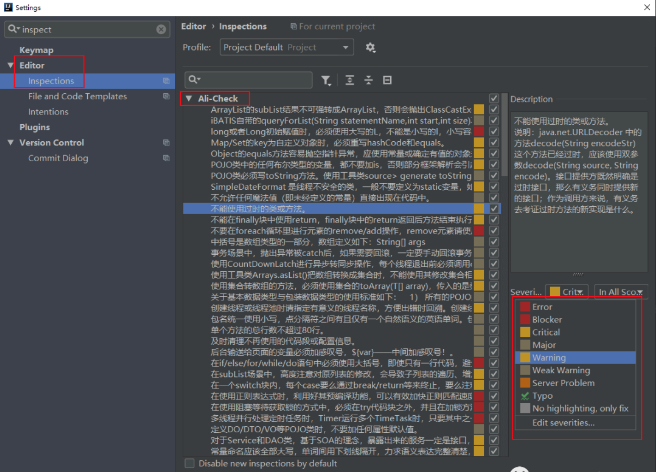 Settings
inspect
Editor › Inspections
For current project
Keymap
Profile:
Project Default Project
Editor
Inspections
File and Code Templates
Intentions
Plugins
Version Control
Commit Dialog
Ali-Check
ArrayList的subList结果不可强转成ArrayList，否则会抛出ClassCastEx
iBATIS自带的queryForList(String statementName,int start,int size)
long或者Long初始赋值时，必须使用大写的L，不能是小写的l，小写容
Map/Set的key为自定义对象时，必须重写hashCode和equals。
Object的equals方法容易抛空指针异常，应使用常量或确定有值的对象
POJO类中的任何布尔类型的变量，都不要加is，否则部分框架解析会引
POJO类必须写toString方法。使用工具类source> generate toString
SimpleDateFormat 是线程不安全的类，一般不要定义为static变量，如
不允许任何魔法值（即未经定义的常量）直接出现在代码中。
不能使用过时的类或方法。
不能在finally块中使用return，finally块中的return返回后方法结束执行
不要在foreach循环里进行元素的remove/add操作，remove元素请使
中括号是数组类型的一部分，数组定义如下：String[] args
事务场景中，抛出异常被catch后，如果需要回滚，一定要手动回滚事务
使用CountDownLatch进行异步转同步操作，每个线程退出前必须调用
使用工具类Arrays.asList()把数组转换成集合时，不能使用其修改集合相
使用集合转数组的方法，必须使用集合的toArray(T[] array)，传入的是
关于基本数据类型与包装数据类型的使用标准如下： 1） 所有的POJO
创建线程或线程池时请指定有意义的线程名称，方便出错时回溯。创建线
包名统一使用小写，点分隔符之间有且仅有一个自然语义的英语单词。包
单个方法的总行数不超过80行。
及时清理不再使用的代码段或配置信息。
后台输送给页面的变量必须加感叹号，${var}——中间加感叹号！。
在if/else/for/while/do语句中必须使用大括号，即使只有一行代码，避
在subList场景中，高度注意对原列表的修改，会导子列表的遍历、增
在一个switch块内，每个case要么通过break/return等来终止，要么注
在使用正则表达式时，利用好其预编译功能，可以有效加快正则匹配速度
在使用阻塞等待获取锁的方式中，必须在try代码块之外，并且在加锁方
多线程并行处理定时任务时，Timer运行多个TimeTask时，只要其中之一
定义DO/DTO/VO等POJO类时，不要加任何属性默认值。
对于Service和DAO类，基于SOA的理念，暴露出来的服务一定是接口，
常量命名应该全部大写，单词间用下划线隔开，力求语义表达完整清楚，
Disable new inspections by default
Description
不能使用过时的类或方法。
说明：java.net.URLDecoder 中的
方法decode(String encodeStr)
这个方法已经过时，应该使用双参
数decode(String source, String
encode)。接口提供方既然明确是
过时接口，那么有义务同时提供新
的接口；作为调用方来说，有义务
去考证过时方法的新实现是什么。
Severi...
Crit
In All Sco
Error
Blocker
Critical
Major
Warning
Weak Warning
Server Problem
Typo
No highlighting, only fix
Edit severities...